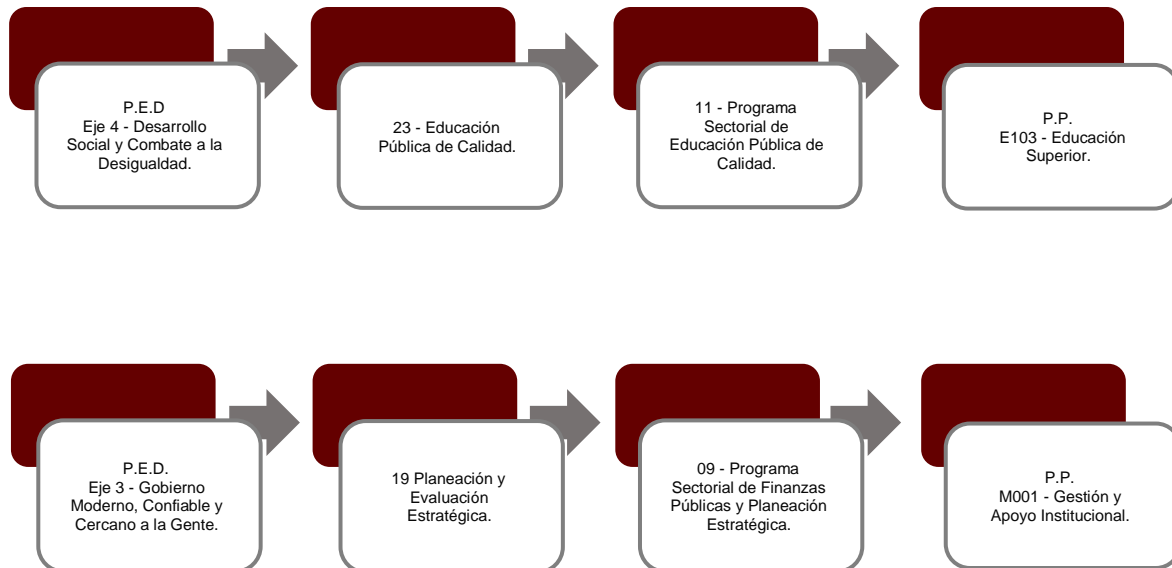 P.E.D
Eje 4 - Desarrollo
Social y Combate a la
Desigualdad.
23 - Educación
Pública de Calidad.
11 - Programa
Sectorial de
Educación Pública de
Calidad.
P.P.
E103 - Educación
Superior.
P.E.D.
Eje 3 - Gobierno
Moderno, Confiable y
Cercano a la Gente.
19 Planeación y
Evaluación
Estratégica.
09 - Programa
Sectorial de Finanzas
Públicas y Planeación
Estratégica.
P.P.
M001 - Gestión y
Apoyo Institucional.